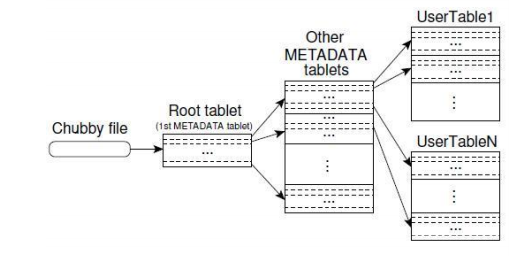 Chubby file
Root tablet
(1st METADATA tablet)
...
Other
METADATA
tablets
...
...
...
⋮
...
UserTable1
...
...
⋮
UserTableN
...
⋮
...